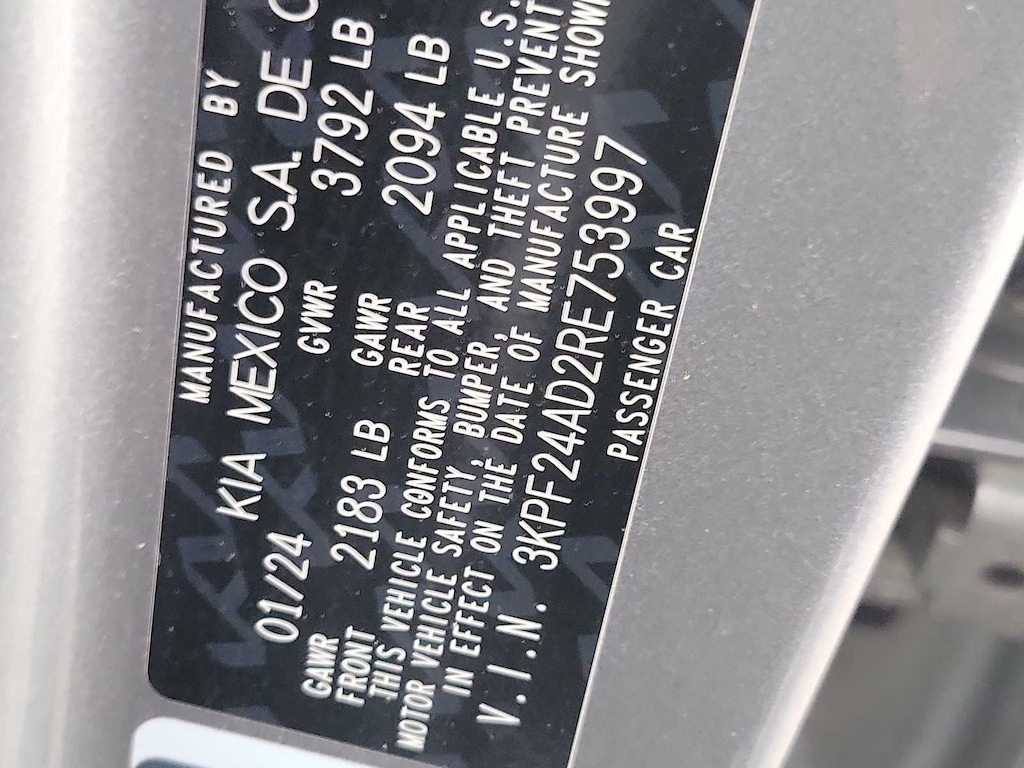 MANUFACTURED BY
KIA MEXICO S.A. DE C
01/24 GVWR 3792 LB
GAWR FRONT 2183 LB GAWR REAR 2094 LB
THIS VEHICLE CONFORMS TO ALL APPLICABLE U.S.
MOTOR VEHICLE SAFETY, BUMPER, AND THEFT PREVENT
IN EFFECT ON THE DATE OF MANUFACTURE SHOW
V.I.N. 3KPF24AD2RE753997
PASSENGER CAR